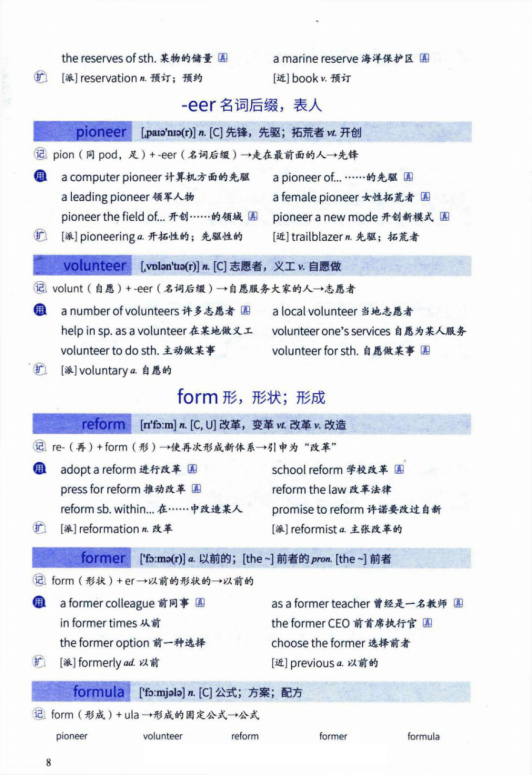 the reserves of sth. 某物的储量 a marine reserve 海洋保护区
扩 [派] reservation n. 预订；预约 [近] book v. 预订
-eer 名词后缀，表人
pioneer [ˌpaɪəˈnɪə(r)] n. [C] 先锋，先驱；拓荒者 vt. 开创
记 pion（同 pod，足）+ -eer（名词后缀）→走在最前面的人→先锋
用 a computer pioneer 计算机方面的先驱 a pioneer of... ……的先驱
a leading pioneer 领军人物 a female pioneer 女性拓荒者
pioneer the field of... 开创……的领域 pioneer a new mode 开创新模式
扩 [派] pioneering a. 开拓性的；先驱性的 [近] trailblazer n. 先驱；拓荒者
volunteer [ˌvɒlənˈtɪə(r)] n. [C] 志愿者，义工 v. 自愿做
记 volunt（自愿）+ -eer（名词后缀）→自愿服务大家的人→志愿者
用 a number of volunteers 许多志愿者 a local volunteer 当地志愿者
help in sp. as a volunteer 在某地做义工 volunteer one's services 自愿为某人服务
volunteer to do sth. 主动做某事 volunteer for sth. 自愿做某事
扩 [派] voluntary a. 自愿的
form 形，形状；形成
reform [rɪˈfɔːm] n. [C, U] 改革，变革 vt. 改革 v. 改造
记 re-（再）+ form（形）→使再次形成新体系→引申为“改革”
用 adopt a reform 进行改革 school reform 学校改革
press for reform 推动改革 reform the law 改革法律
reform sb. within... 在……中改造某人 promise to reform 许诺要改过自新
扩 [派] reformation n. 改革 [派] reformist a. 主张改革的
former [ˈfɔːmə(r)] a. 以前的；[the ~] 前者的 pron. [the ~] 前者
记 form（形状）+ er→以前的形状的→以前的
用 a former colleague 前同事 as a former teacher 曾经是一名教师
in former times 从前 the former CEO 前首席执行官
the former option 前一种选择 choose the former 选择前者
扩 [派] formerly ad. 以前 [近] previous a. 以前的
formula [ˈfɔːmjələ] n. [C] 公式；方案；配方
记 form（形成）+ ula→形成的固定公式→公式
pioneer volunteer reform former formula
8